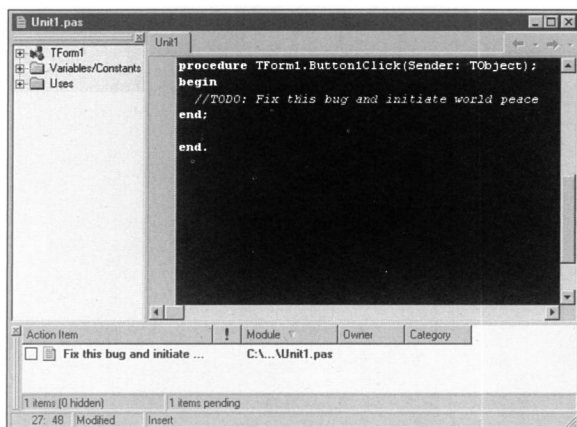 Unit1.pas
TForm1
Variables/Constants
Uses
Unit1
procedure TForm1.Button1Click(Sender: TObject);
begin
//TODO: Fix this bug and initiate world peace
end;
end.
Action Item ! Module Owner Category
Fix this bug and initiate ... C:\...\Unit1.pas
1 items (0 hidden) 1 items pending
27: 48 Modified Insert